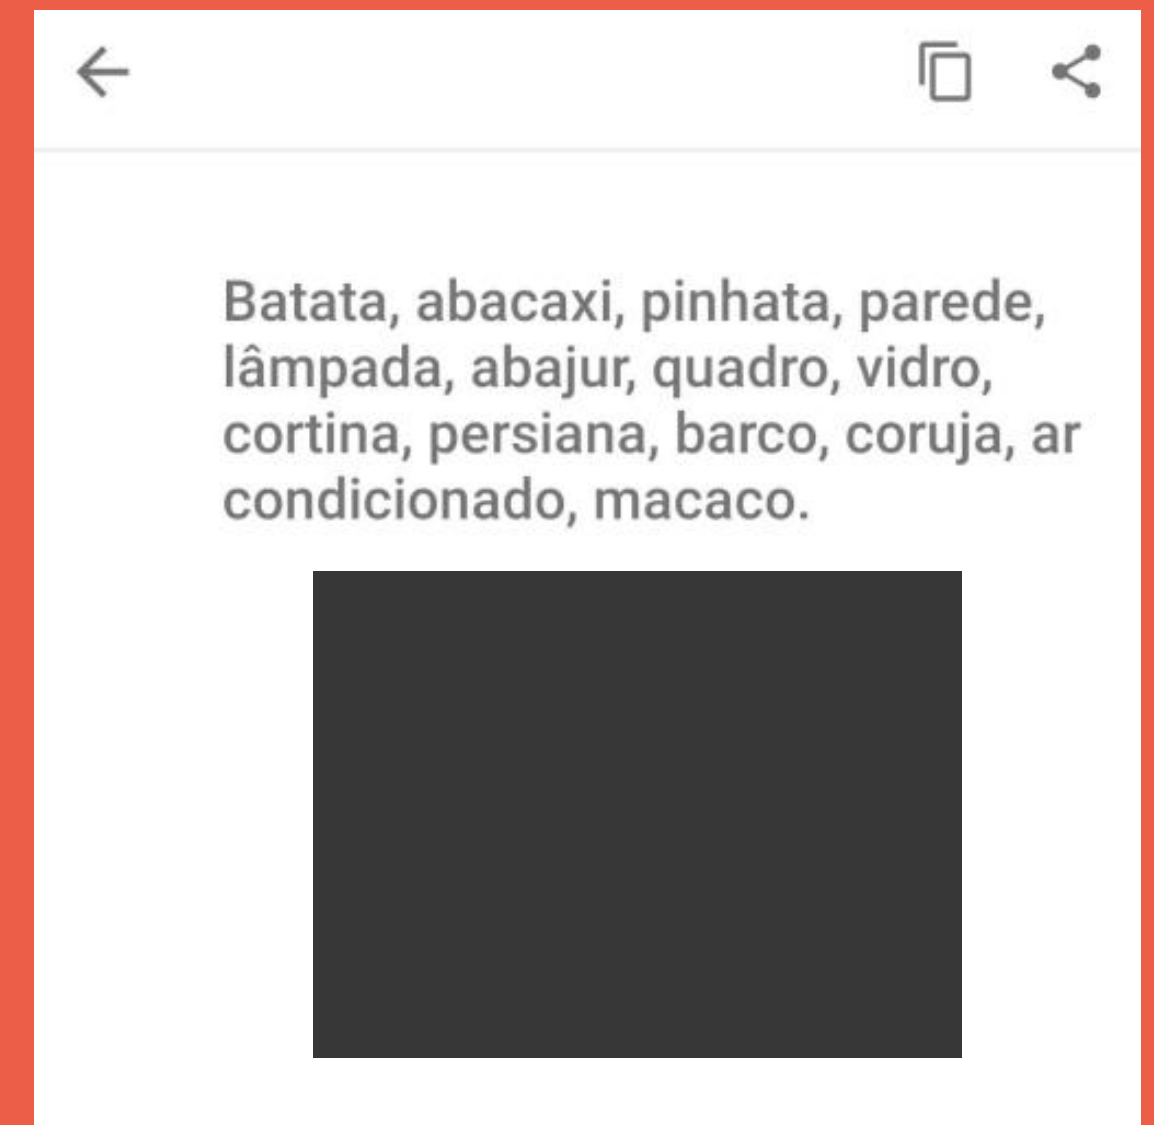 Batata, abacaxi, pinhata, parede,
lâmpada, abajur, quadro, vidro,
cortina, persiana, barco, coruja, ar
condicionado, macaco.